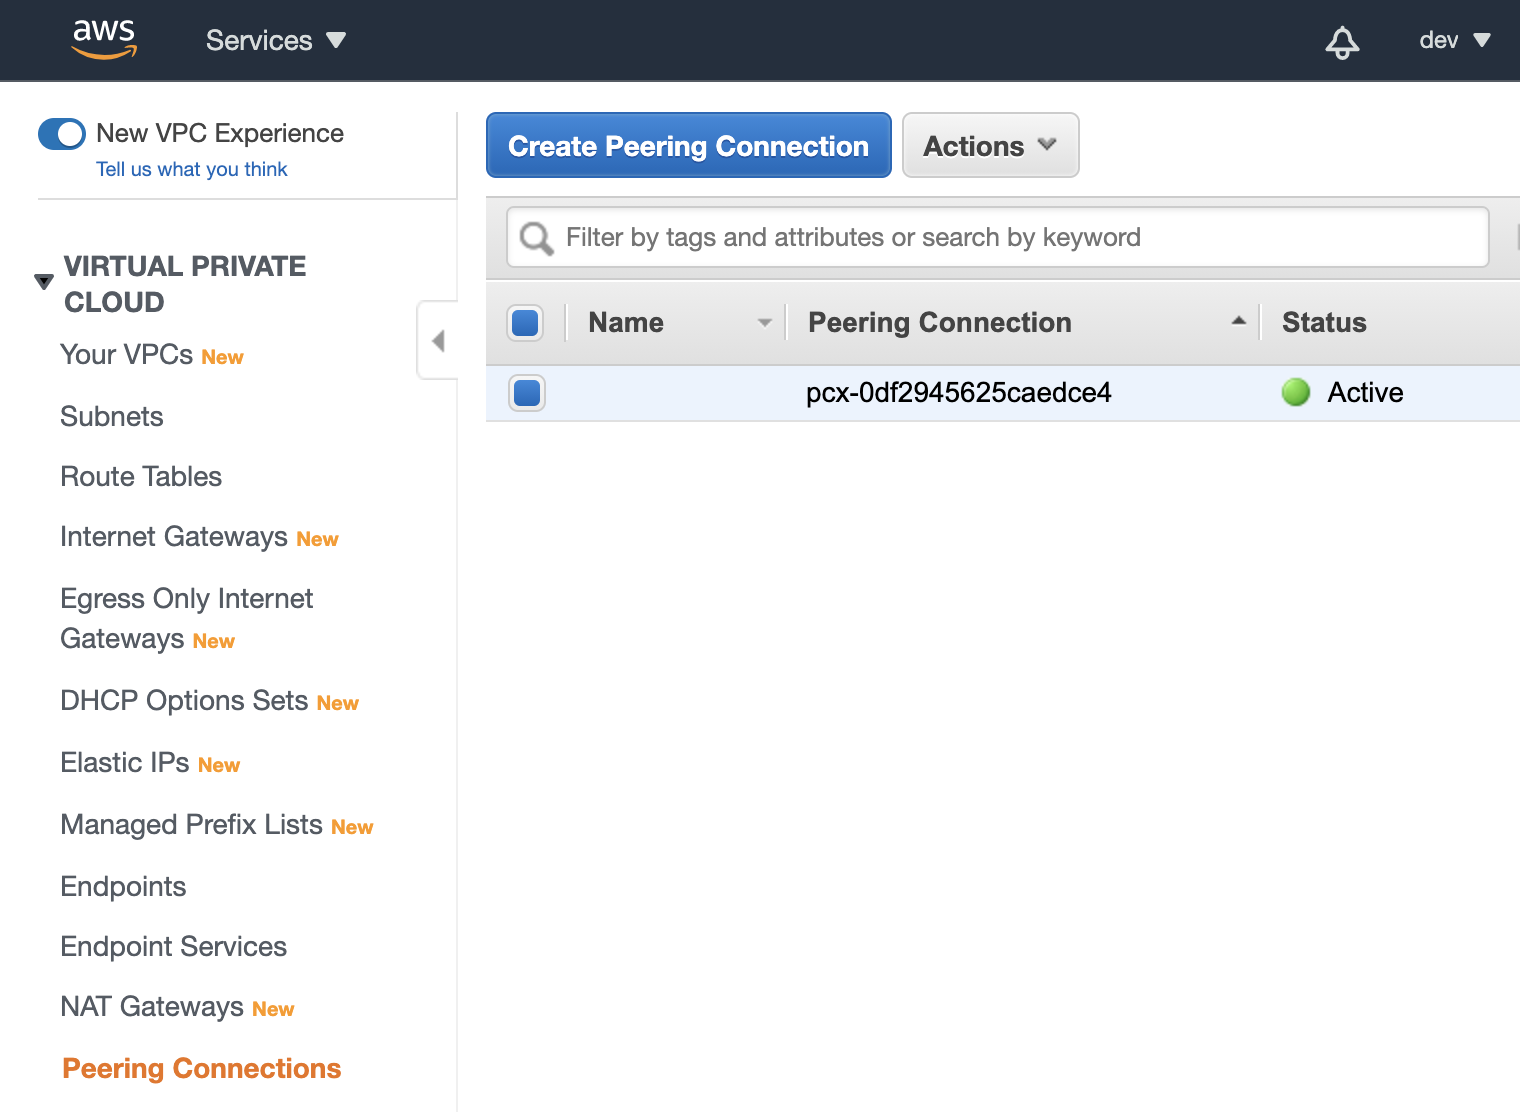 aws
Services
dev
New VPC Experience
Tell us what you think
Create Peering Connection
Actions
Filter by tags and attributes or search by keyword
VIRTUAL PRIVATE
CLOUD
Name
Peering Connection
Status
Your VPCs New
pcx-0df2945625caedce4
Active
Subnets
Route Tables
Internet Gateways New
Egress Only Internet
Gateways New
DHCP Options Sets New
Elastic IPs New
Managed Prefix Lists New
Endpoints
Endpoint Services
NAT Gateways New
Peering Connections